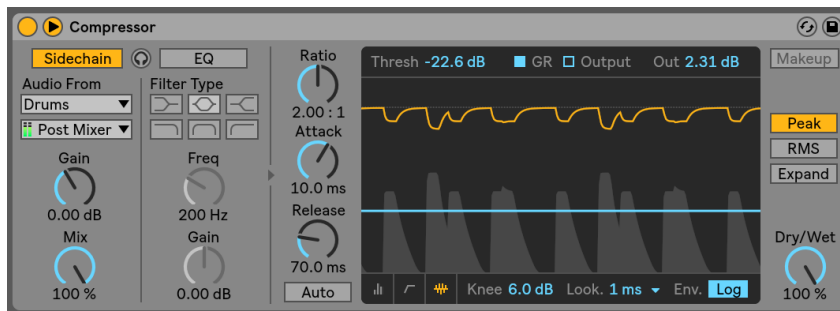 Compressor
Sidechain
EQ
Audio From
Filter Type
Drums
Post Mixer
Gain
0.00 dB
Mix
100 %
Freq
200 Hz
Gain
0.00 dB
Ratio
2.00 : 1
Attack
10.0 ms
Release
70.0 ms
Auto
Thresh -22.6 dB GR Output Out 2.31 dB
Knee 6.0 dB Look. 1 ms Env. Log
Makeup
Peak
RMS
Expand
Dry/Wet
100 %